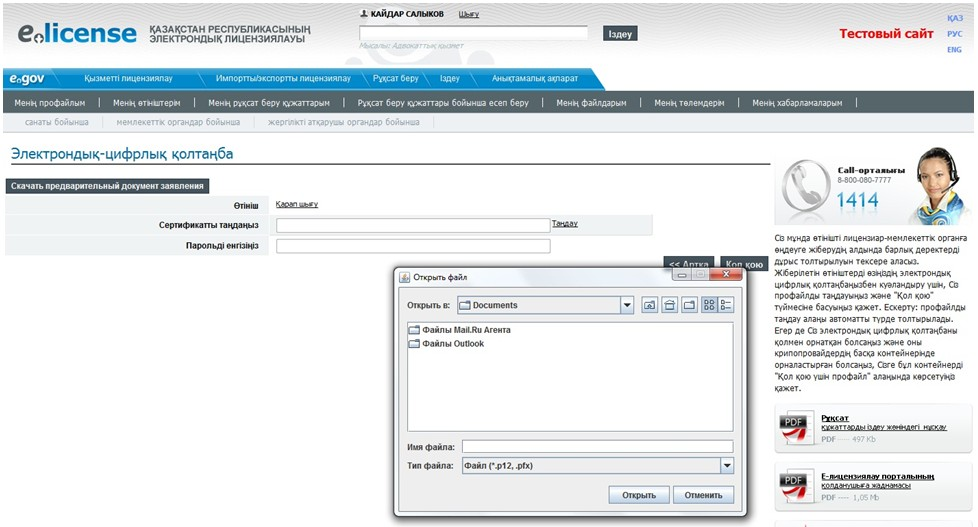 e.license
ҚАЗАҚСТАН РЕСПУБЛИКАСЫНЫҢ
ЭЛЕКТРОНДЫҚ ЛИЦЕНЗИЯЛАУЫ
КАЙДАР САЛЫКОВ Шығу
Іздеу
Мысалы: Адвокаттық қызмет
Тестовый сайт
ҚАЗ
РУС
ENG
e.gov Қызметті лицензиялау Импортты/экспортты лицензиялау Рұқсат беру Іздеу Анықтамалық ақпарат
Менің профайлым Менің өтініштерім Менің рұқсат беру құжаттарым Рұқсат беру құжаттары бойынша есеп беру Менің файлдарым Менің төлемдерім Менің хабарламаларым
санаты бойынша мемлекеттік органдар бойынша жергілікті атқарушы органдар бойынша
Электрондық-цифрлық қолтаңба
Скачать предварительный документ заявления
Өтініш Қарап шығу
Сертификатты таңдаңыз Таңдау
Парольді енгізіңіз
<< Артқа Қол қою
Открыть файл
Открыть в: Documents
Файлы Mail.Ru Агента
Файлы Outlook
Имя файла:
Тип файла: Файл (*.p12, .pfx)
Открыть Отменить
Call-орталығы
8-800-080-7777
1414
Сіз мұнда өтінішті лицензиар-мемлекеттік органға
өңдеуге жіберудің алдында барлық деректерді
дұрыс толтырылуын тексере аласыз.
Жіберілетін өтініштерді өзіңіздің электрондық
цифрлық қолтаңбаңызбен куәландыру үшін, Сіз
профайлды таңдауыңыз және "Қол қою"
түймесіне басуыңыз қажет. Ескерту: профайлды
таңдау алаңы автоматты түрде толтырылады.
Егер де Сіз электрондық цифрлық қолтаңбаны
қолмен орнатқан болсаңыз және оны
крипопровайдердің басқа контейнерінде
орналастырған болсаңыз, Сізге бұл контейнерді
"Қол қою үшін профайл" алаңында көрсетуіңіз
қажет.
PDF
Рұқсат
құжаттарды іздеу жөніндегі нұсқау
PDF ---- 497 Kb
PDF
Е-лицензиялау порталының
қолданушыға жаднамасы
PDF ---- 1,05 Mb